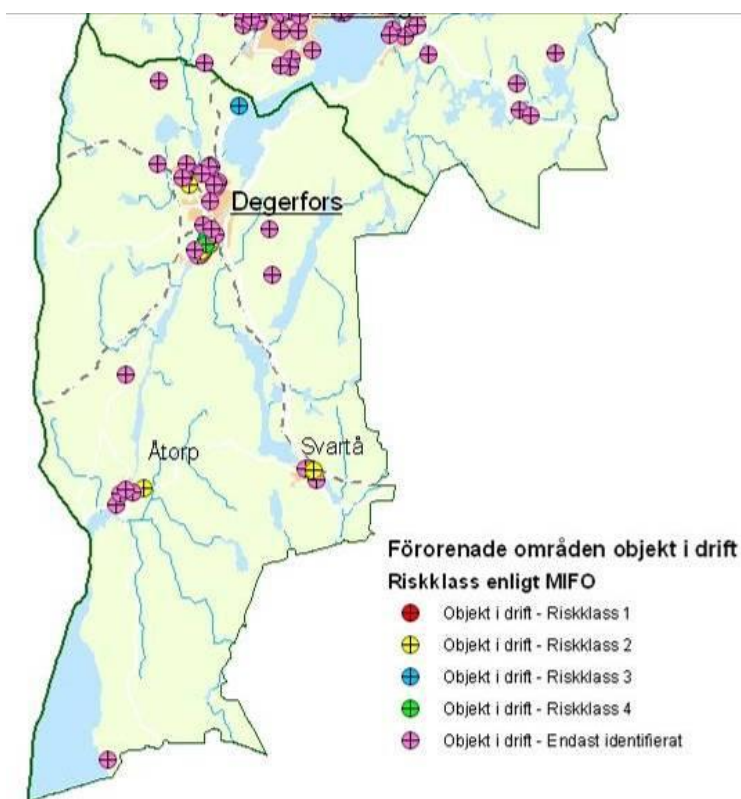 Degerfors
Åtorp
Svartå
Förorenade områden objekt i drift
Riskklass enligt MIFO
Objekt i drift - Riskklass 1
Objekt i drift - Riskklass 2
Objekt i drift - Riskklass 3
Objekt i drift - Riskklass 4
Objekt i drift - Endast identifierat